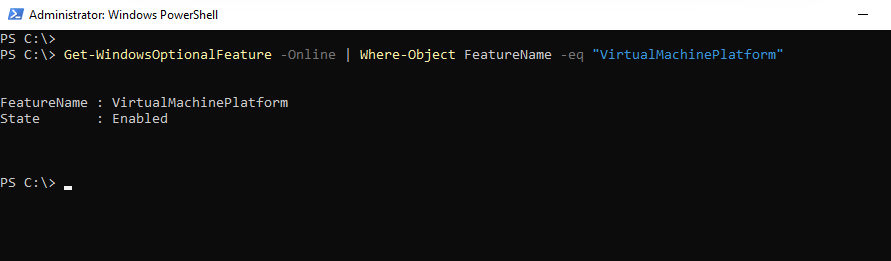 Administrator: Windows PowerShell
PS C:\>
PS C:\> Get-WindowsOptionalFeature -Online | Where-Object FeatureName -eq "VirtualMachinePlatform"
FeatureName : VirtualMachinePlatform
State       : Enabled
PS C:\>